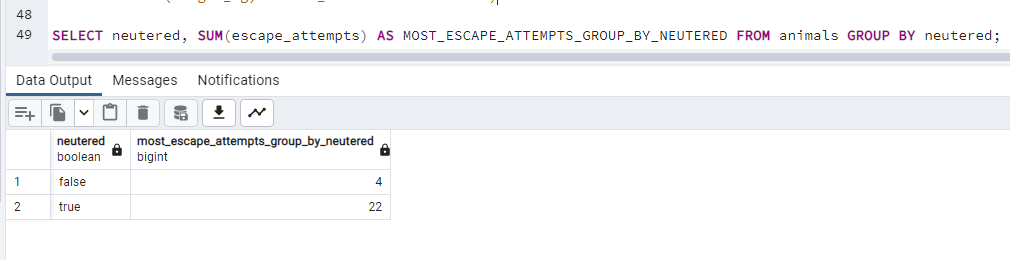 48
49 SELECT neutered, SUM(escape_attempts) AS MOST_ESCAPE_ATTEMPTS_GROUP_BY_NEUTERED FROM animals GROUP BY neutered;
Data Output Messages Notifications
neutered most_escape_attempts_group_by_neutered
boolean bigint
1 false 4
2 true 22